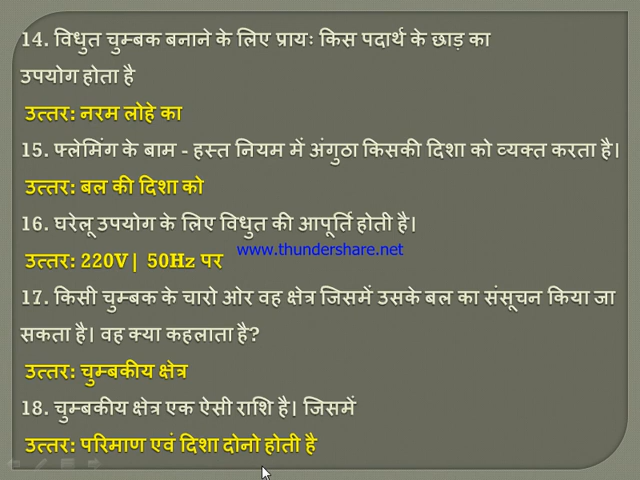 14. विधुत चुम्बक बनाने के लिए प्रायः किस पदार्थ के छाड़ का
उपयोग होता है
उत्तर: नरम लोहे का
15. फ्लेमिंग के बाम - हस्त नियम में अंगुठा किसकी दिशा को व्यक्त करता है।
उत्तर: बल की दिशा को
16. घरेलू उपयोग के लिए विधुत की आपूर्ति होती है।
www.thundershare.net
उत्तर: 220V| 50Hz पर
17. किसी चुम्बक के चारो ओर वह क्षेत्र जिसमें उसके बल का संसूचन किया जा
सकता है। वह क्या कहलाता है?
उत्तर: चुम्बकीय क्षेत्र
18. चुम्बकीय क्षेत्र एक ऐसी राशि है। जिसमें
उत्तर: परिमाण एवं दिशा दोनो होती है